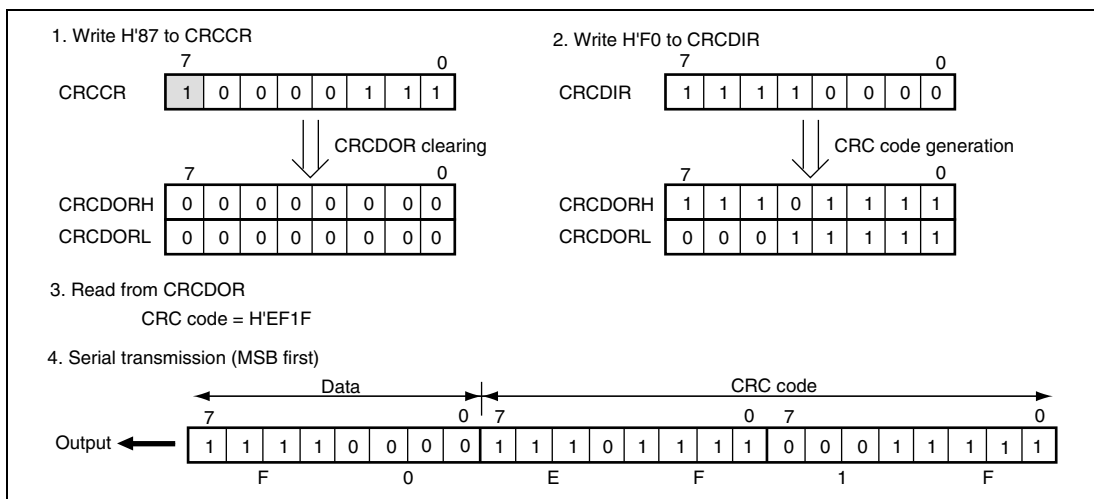 1. Write H'87 to CRCCR
7 0
CRCCR 1 0 0 0 0 1 1 1
CRCDOR clearing
7 0
CRCDORH 0 0 0 0 0 0 0 0
CRCDORL 0 0 0 0 0 0 0 0
2. Write H'F0 to CRCDIR
7 0
CRCDIR 1 1 1 1 0 0 0 0
CRC code generation
7 0
CRCDORH 1 1 1 0 1 1 1 1
CRCDORL 0 0 0 1 1 1 1 1
3. Read from CRCDOR
CRC code = H'EF1F
4. Serial transmission (MSB first)
Data CRC code
7 0 7 0 7 0
Output 1 1 1 1 0 0 0 0 1 1 1 0 1 1 1 1 0 0 0 1 1 1 1 1
F 0 E F 1 F